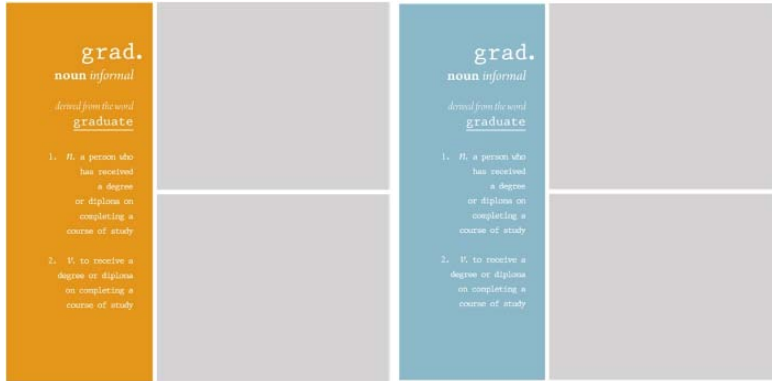 grad.
noun informal
derived from the word
graduate
1. n. a person who
has received
a degree
or diploma on
completing a
course of study
2. v. to receive a
degree or diploma
on completing a
course of study
grad.
noun informal
derived from the word
graduate
1. n. a person who
has received
a degree
or diploma on
completing a
course of study
2. v. to receive a
degree or diploma
on completing a
course of study